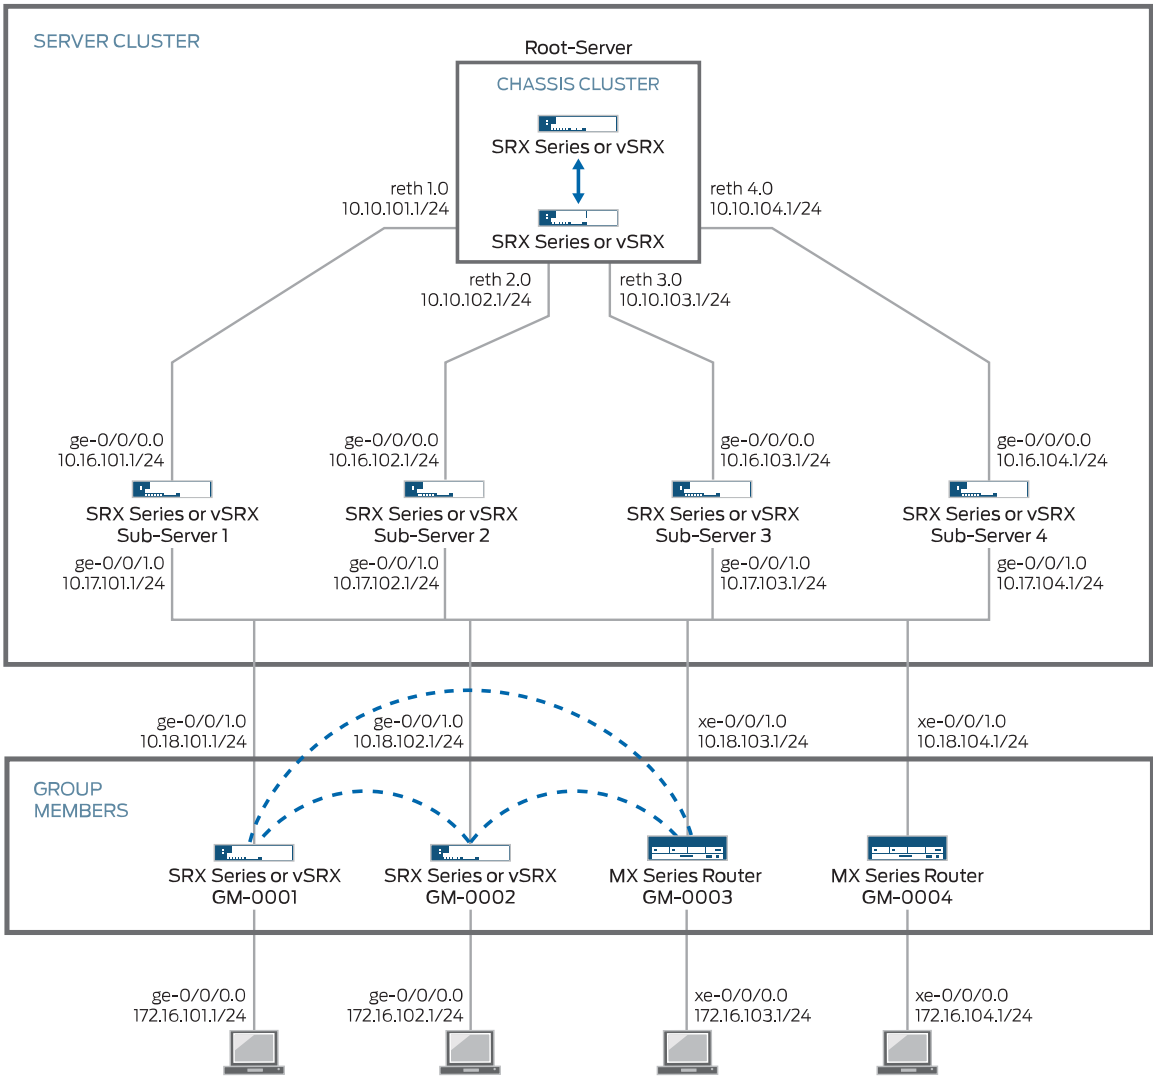 SERVER CLUSTER
Root-Server
CHASSIS CLUSTER
SRX Series or vSRX
SRX Series or vSRX
reth 1.0
10.10.101.1/24
reth 4.0
10.10.104.1/24
reth 2.0
10.10.102.1/24
reth 3.0
10.10.103.1/24
ge-0/0/0.0
10.16.101.1/24
ge-0/0/0.0
10.16.102.1/24
ge-0/0/0.0
10.16.103.1/24
ge-0/0/0.0
10.16.104.1/24
SRX Series or vSRX
Sub-Server 1
SRX Series or vSRX
Sub-Server 2
SRX Series or vSRX
Sub-Server 3
SRX Series or vSRX
Sub-Server 4
ge-0/0/1.0
10.17.101.1/24
ge-0/0/1.0
10.17.102.1/24
ge-0/0/1.0
10.17.103.1/24
ge-0/0/1.0
10.17.104.1/24
ge-0/0/1.0
10.18.101.1/24
ge-0/0/1.0
10.18.102.1/24
xe-0/0/1.0
10.18.103.1/24
xe-0/0/1.0
10.18.104.1/24
GROUP
MEMBERS
SRX Series or vSRX
GM-0001
SRX Series or vSRX
GM-0002
MX Series Router
GM-0003
MX Series Router
GM-0004
ge-0/0/0.0
172.16.101.1/24
ge-0/0/0.0
172.16.102.1/24
xe-0/0/0.0
172.16.103.1/24
xe-0/0/0.0
172.16.104.1/24